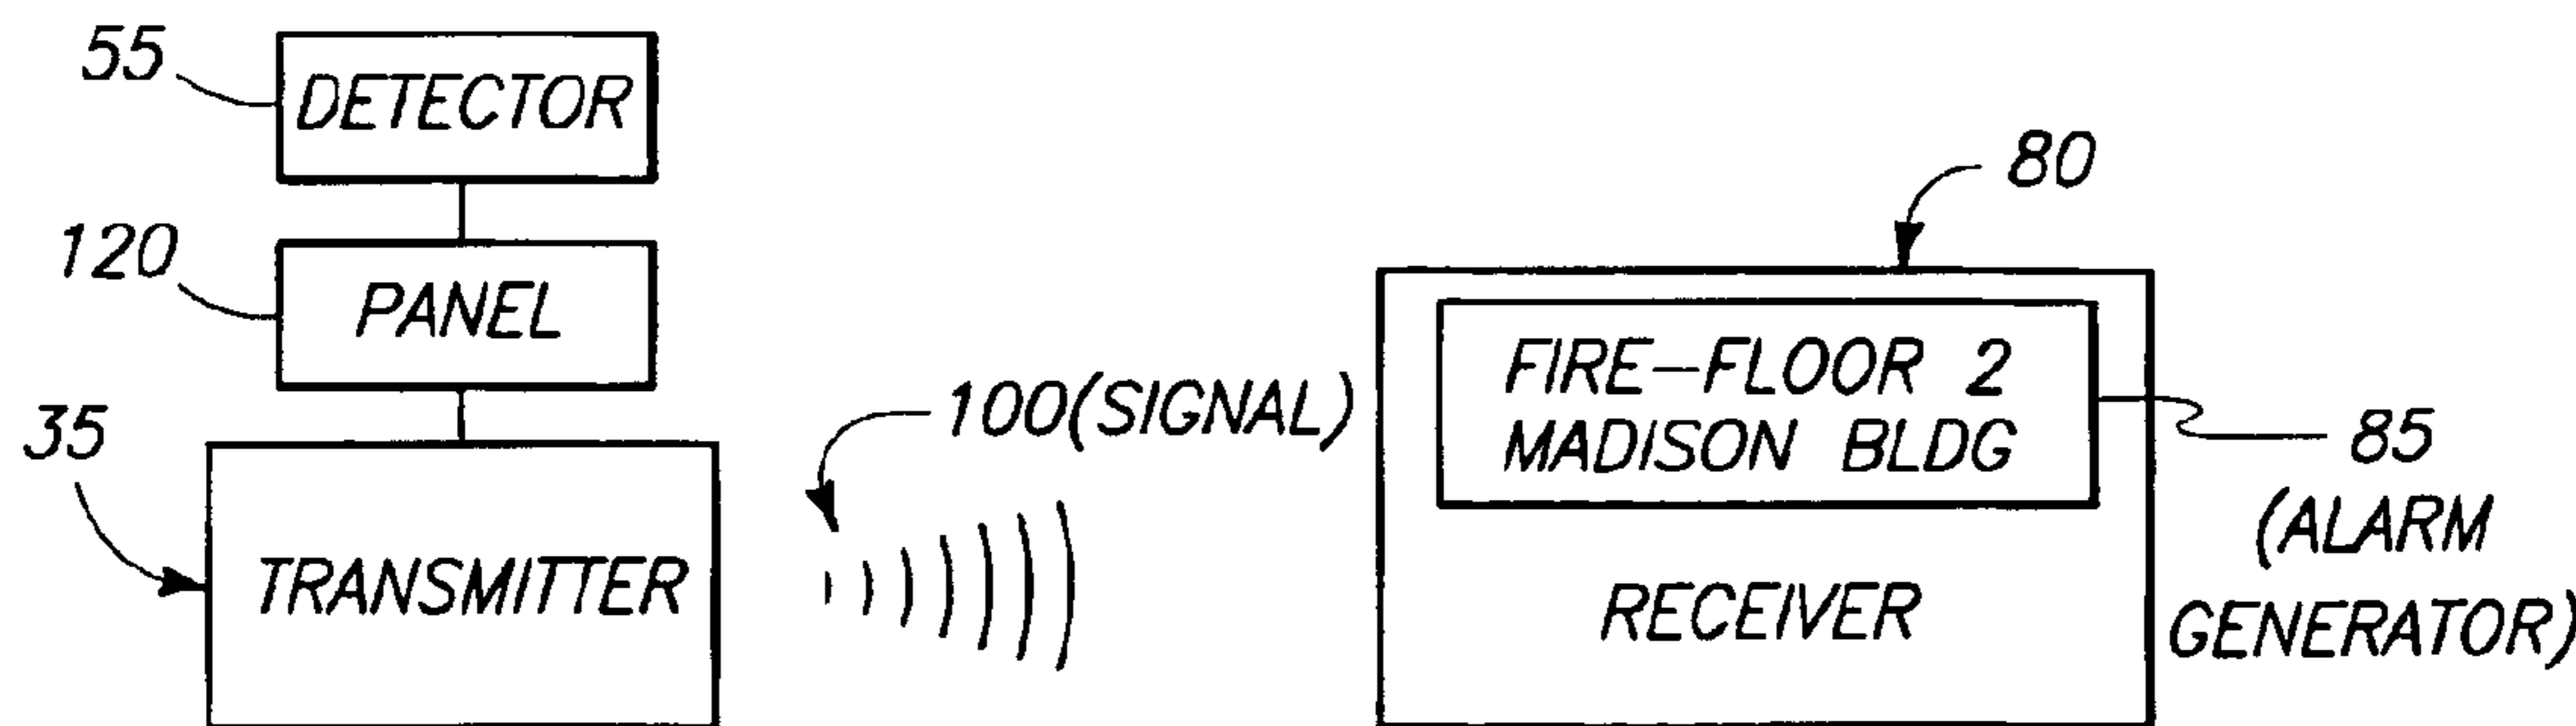 55
DETECTOR
120
PANEL
35
TRANSMITTER
100(SIGNAL)
80
FIRE-FLOOR 2
MADISON BLDG
RECEIVER
85
(ALARM
GENERATOR)